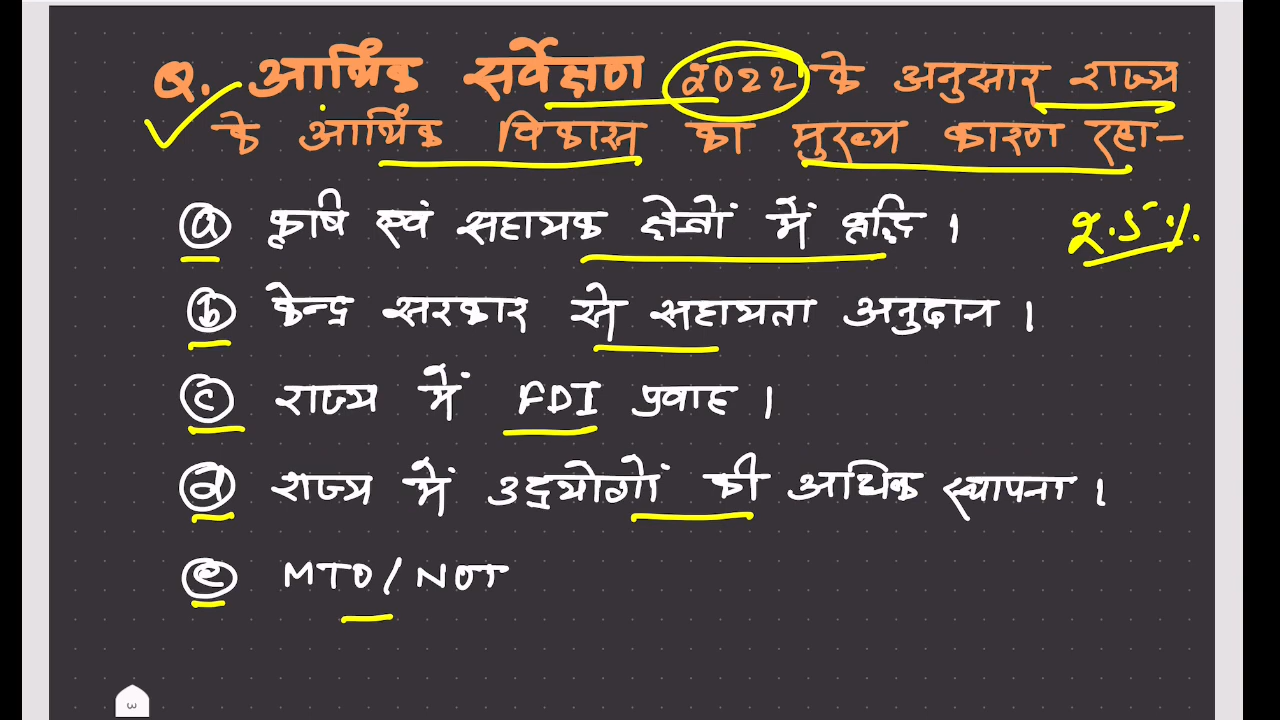 Q. आर्थिक सर्वेक्षण 2022 के अनुसार राज्य
के आर्थिक विकास का मुख्य कारण रहा-
(a) कृषि एवं सहायक क्षेत्रों में वृद्धि । 2.5%.
(b) केन्द्र सरकार से सहायता अनुदान ।
(c) राज्य में FDI प्रवाह ।
(d) राज्य में उद्योगों की अधिक स्थापना ।
(e) MTO/NOT
3